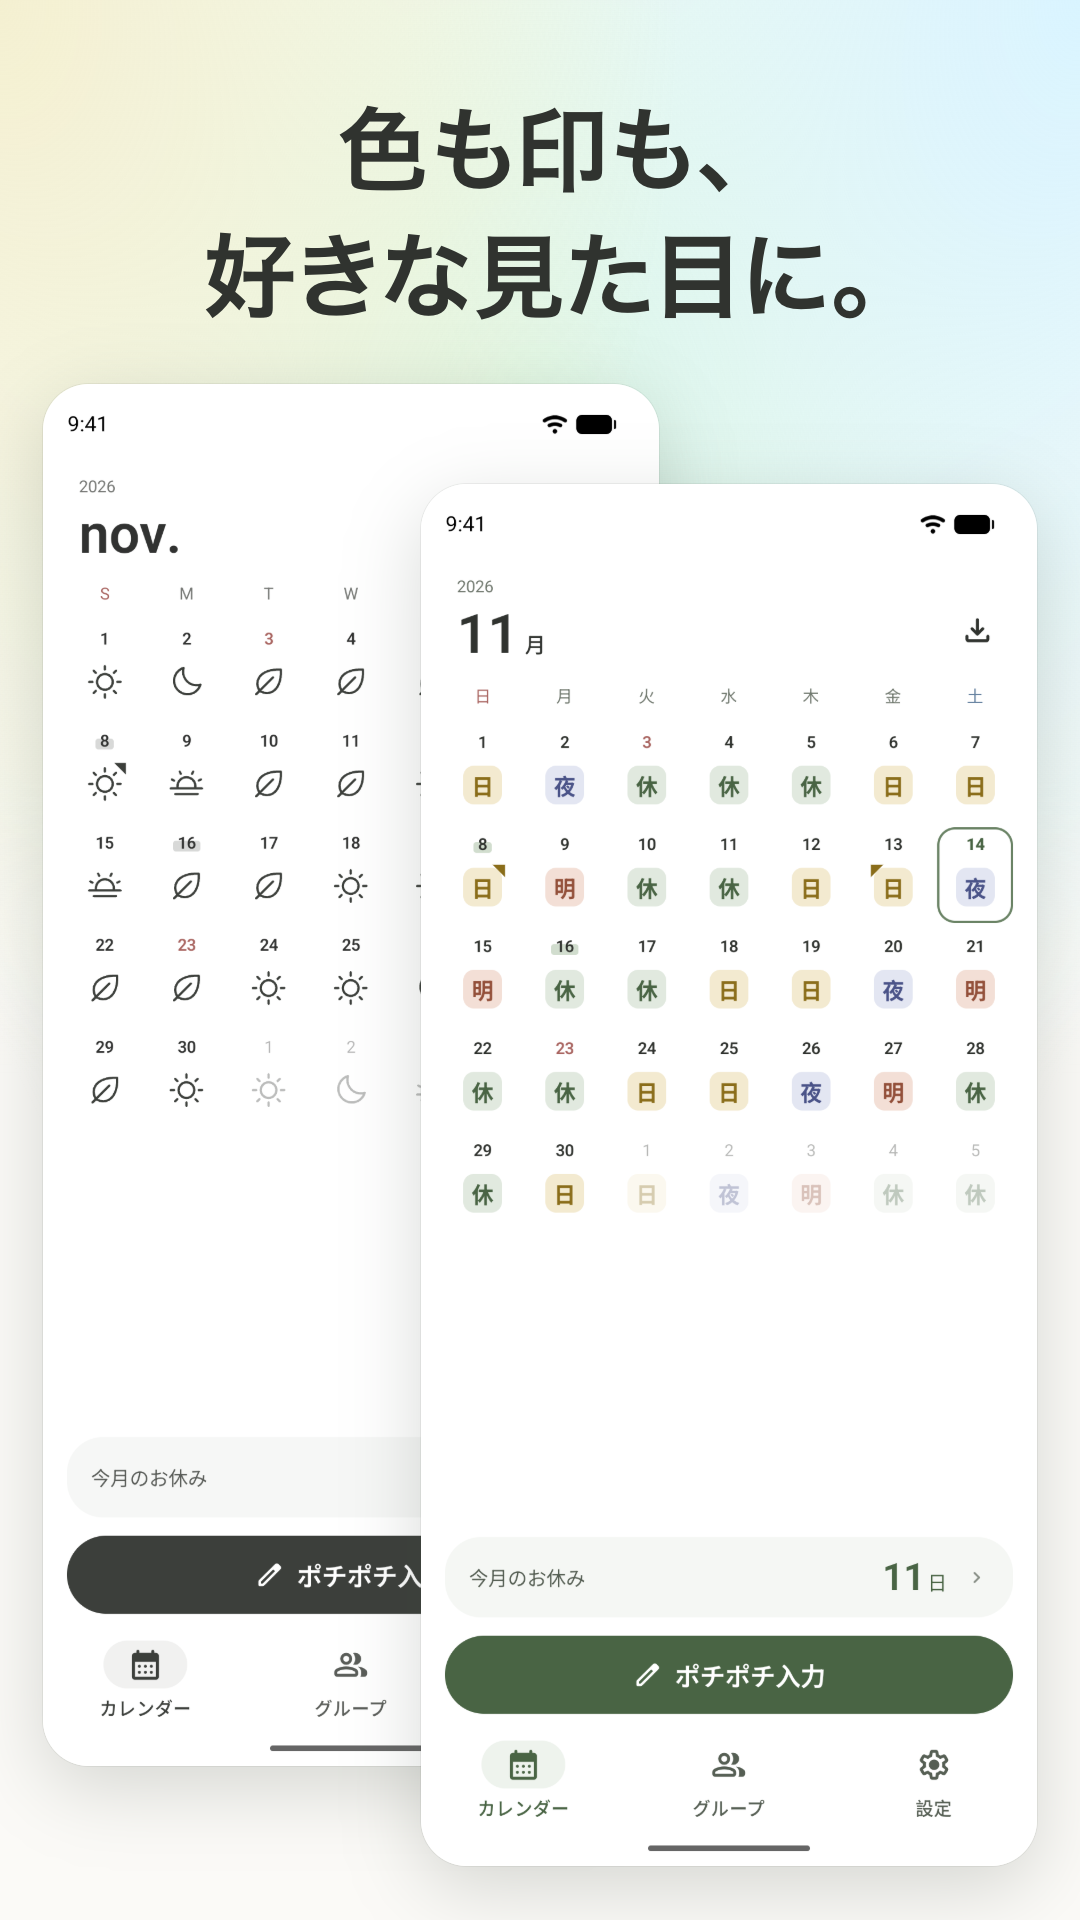 色も印も、
好きな見た目に。
9:41
2026
nov.
S M T W
1 2 3 4
8 9 10 11
15 16 17 18
22 23 24 25
29 30 1 2
今月のお休み
ポチポチ入
カレンダー グループ
9:41
2026
11月
日 月 火 水 木 金 土
1 2 3 4 5 6 7
日 夜 休 休 休 日 日
8 9 10 11 12 13 14
日 明 休 休 日 日 夜
15 16 17 18 19 20 21
明 休 休 日 日 夜 明
22 23 24 25 26 27 28
休 休 日 日 夜 明 休
29 30 1 2 3 4 5
休 日 日 夜 明 休 休
今月のお休み 11日
ポチポチ入力
カレンダー グループ 設定